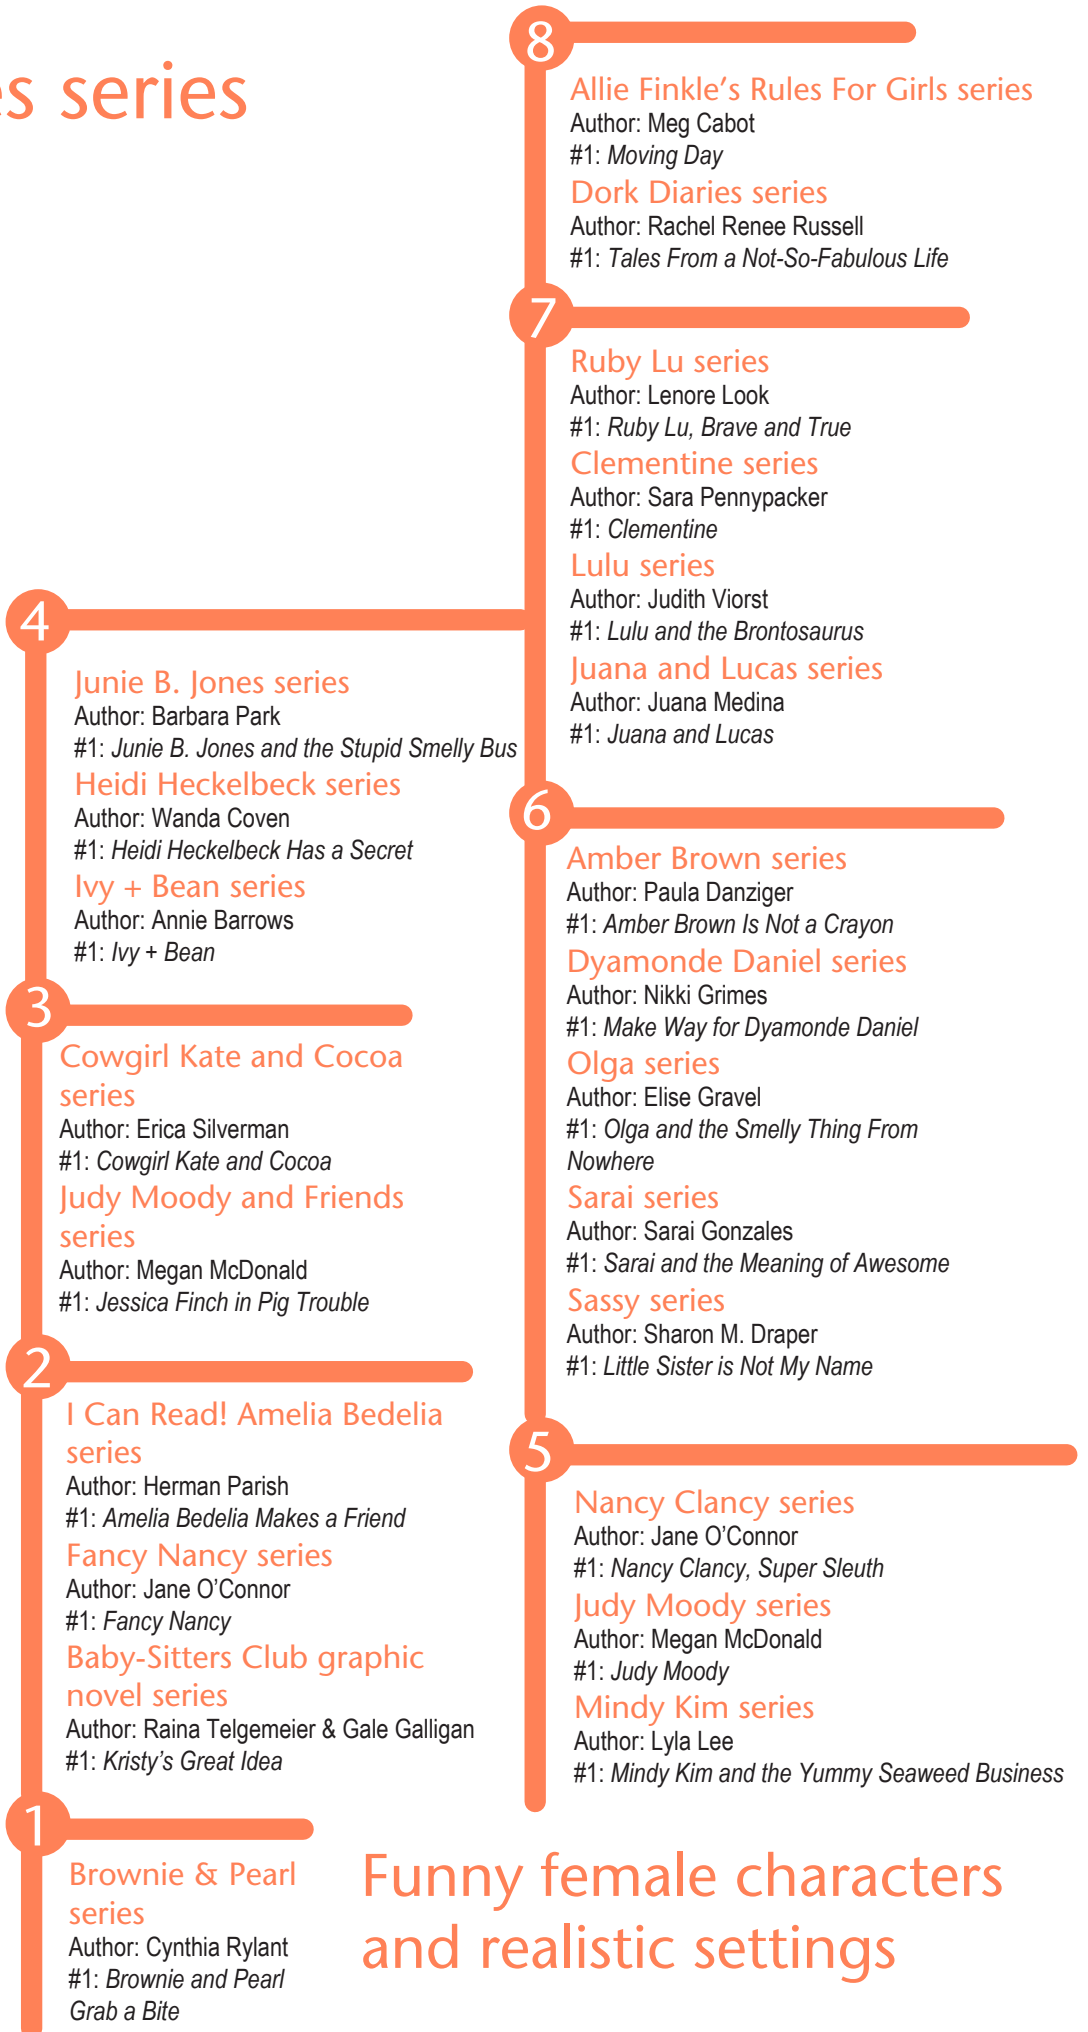 series
8
Allie Finkle’s Rules For Girls series
Author: Meg Cabot
#1: Moving Day
Dork Diaries series
Author: Rachel Renee Russell
#1: Tales From a Not-So-Fabulous Life
7
Ruby Lu series
Author: Lenore Look
#1: Ruby Lu, Brave and True
Clementine series
Author: Sara Pennypacker
#1: Clementine
Lulu series
Author: Judith Viorst
#1: Lulu and the Brontosaurus
Juana and Lucas series
Author: Juana Medina
#1: Juana and Lucas
4
Junie B. Jones series
Author: Barbara Park
#1: Junie B. Jones and the Stupid Smelly Bus
Heidi Heckelbeck series
Author: Wanda Coven
#1: Heidi Heckelbeck Has a Secret
Ivy + Bean series
Author: Annie Barrows
#1: Ivy + Bean
6
Amber Brown series
Author: Paula Danziger
#1: Amber Brown Is Not a Crayon
Dyamonde Daniel series
Author: Nikki Grimes
#1: Make Way for Dyamonde Daniel
Olga series
Author: Elise Gravel
#1: Olga and the Smelly Thing From
Nowhere
Sarai series
Author: Sarai Gonzales
#1: Sarai and the Meaning of Awesome
Sassy series
Author: Sharon M. Draper
#1: Little Sister is Not My Name
3
Cowgirl Kate and Cocoa
series
Author: Erica Silverman
#1: Cowgirl Kate and Cocoa
Judy Moody and Friends
series
Author: Megan McDonald
#1: Jessica Finch in Pig Trouble
2
I Can Read! Amelia Bedelia
series
Author: Herman Parish
#1: Amelia Bedelia Makes a Friend
Fancy Nancy series
Author: Jane O’Connor
#1: Fancy Nancy
Baby-Sitters Club graphic
novel series
Author: Raina Telgemeier & Gale Galligan
#1: Kristy’s Great Idea
5
Nancy Clancy series
Author: Jane O’Connor
#1: Nancy Clancy, Super Sleuth
Judy Moody series
Author: Megan McDonald
#1: Judy Moody
Mindy Kim series
Author: Lyla Lee
#1: Mindy Kim and the Yummy Seaweed Business
1
Brownie & Pearl
series
Author: Cynthia Rylant
#1: Brownie and Pearl
Grab a Bite
Funny female characters
and realistic settings